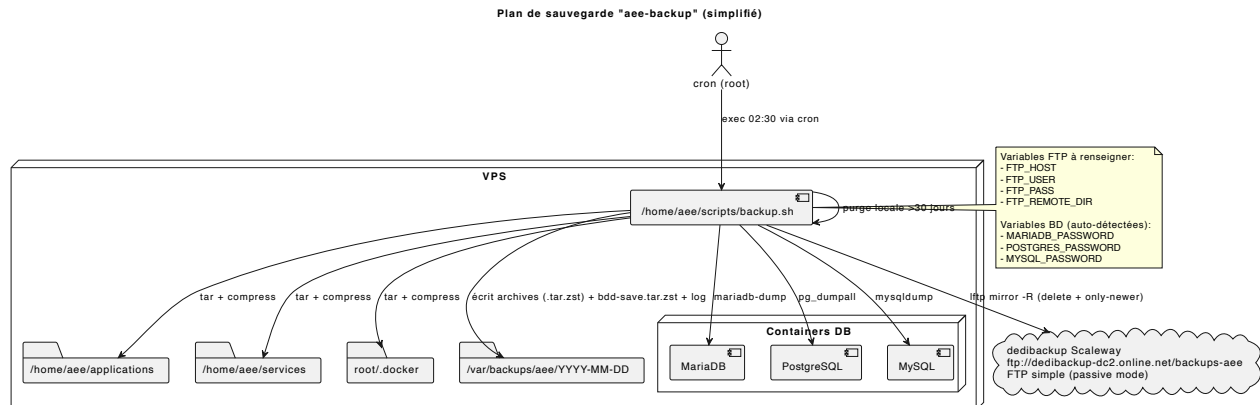 Plan de sauvegarde "aee-backup" (simplifié)
cron (root)
exec 02:30 via cron
VPS
Variables FTP à renseigner:
- FTP_HOST
- FTP_USER
- FTP_PASS
- FTP_REMOTE_DIR
Variables BD (auto-détectées):
- MARIADB_PASSWORD
- POSTGRES_PASSWORD
- MYSQL_PASSWORD
/home/aee/scripts/backup.sh
purge locale >30 jours
tar + compress
tar + compress
tar + compress
écrit archives (.tar.zst) + bdd-save.tar.zst + log
mariadb-dump
pg_dumpall
mysqldump
lftp mirror -R (delete + only-newer)
Containers DB
/home/aee/applications
/home/aee/services
root/.docker
/var/backups/aee/YYYY-MM-DD
MariaDB
PostgreSQL
MySQL
dedibackup Scaleway
ftp://dedibackup-dc2.online.net/backups-aee
FTP simple (passive mode)